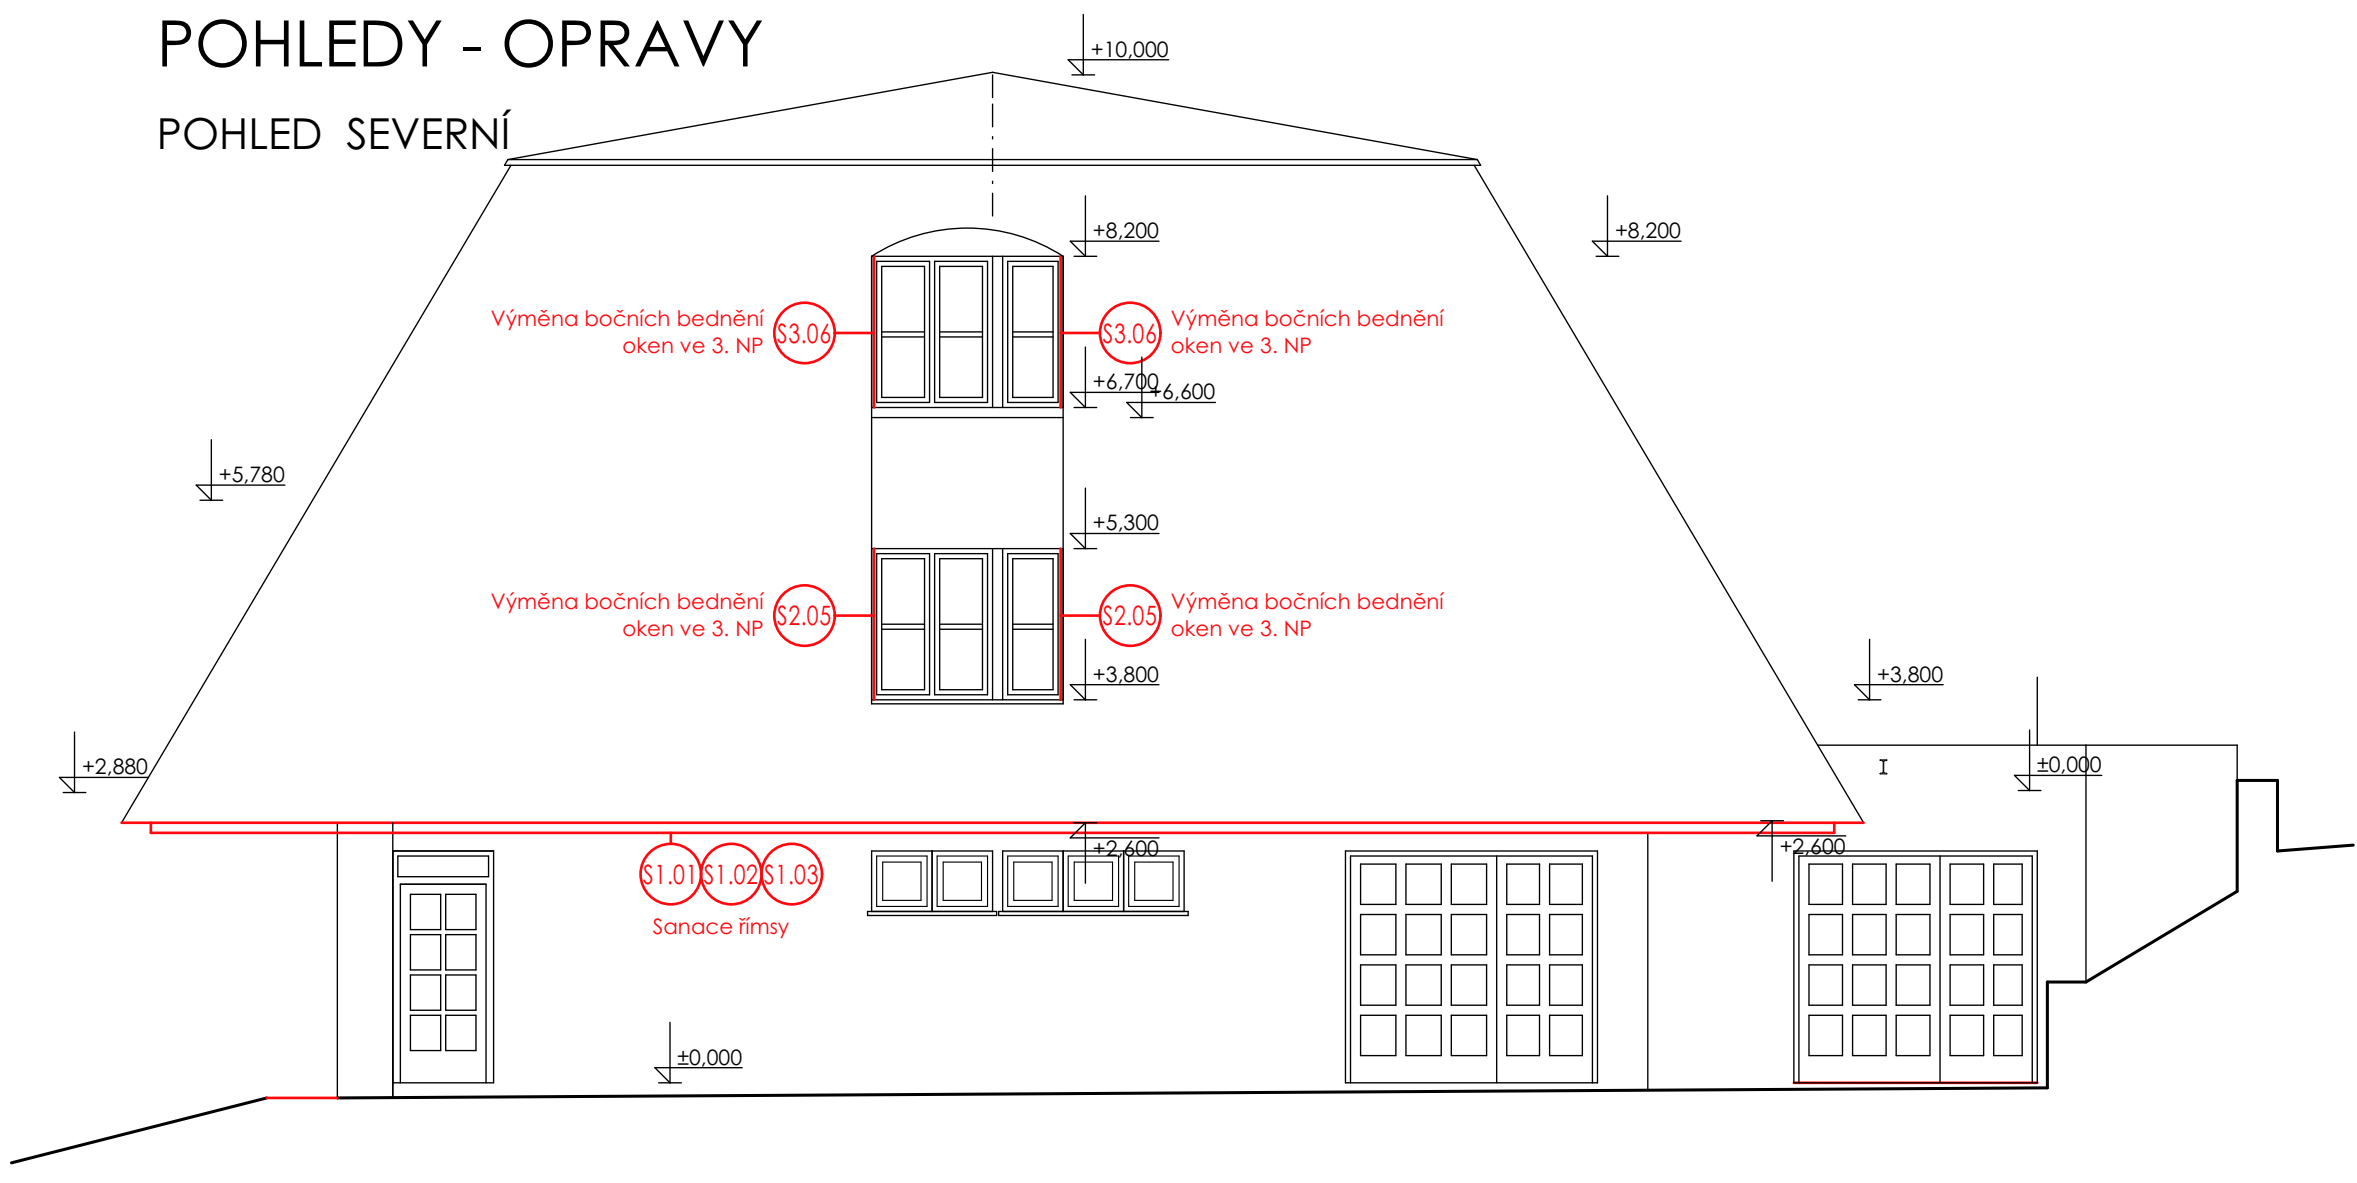 POHLEDY - OPRAVY
POHLED SEVERNÍ
+10,000
+8,200
+8,200
Výměna bočních bednění
oken ve 3. NP
S3.06
S3.06
Výměna bočních bednění
oken ve 3. NP
+6,700
+6,600
+5,780
+5,300
Výměna bočních bednění
oken ve 3. NP
S2.05
S2.05
Výměna bočních bednění
oken ve 3. NP
+3,800
+3,800
+2,880
±0,000
I
+2,600
+2,600
S1.01 S1.02 S1.03
Sanace římsy
±0,000